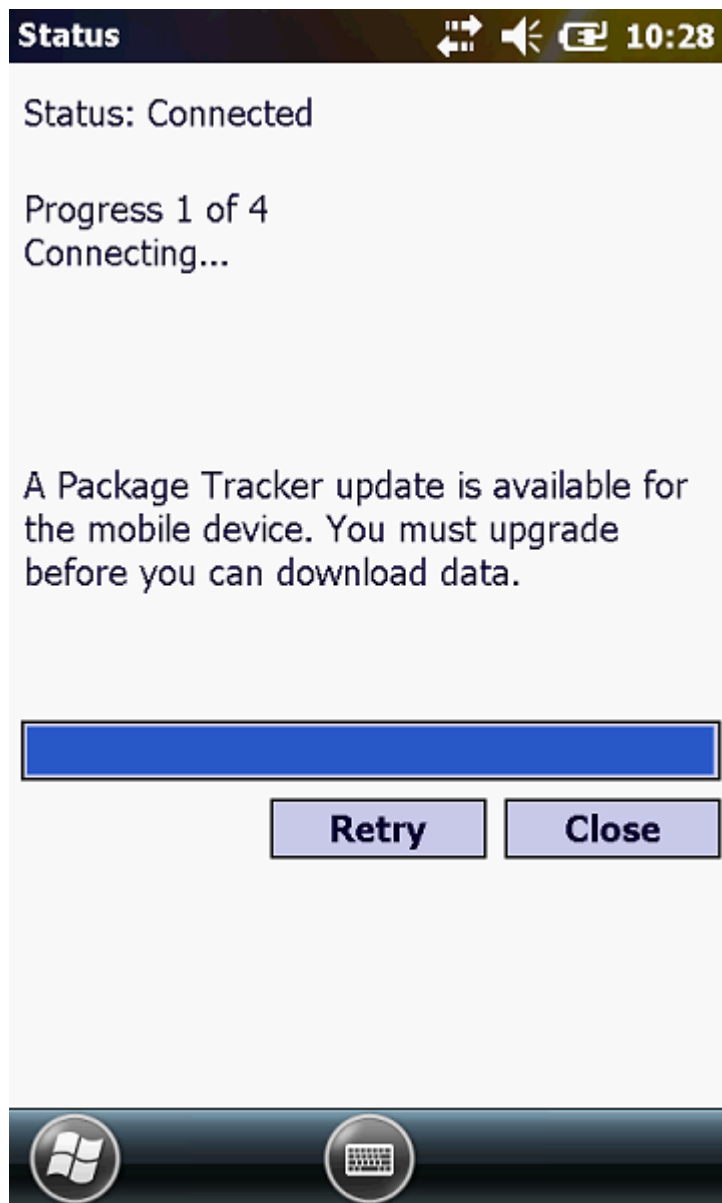 Status 10:28
Status: Connected
Progress 1 of 4
Connecting...
A Package Tracker update is available for
the mobile device. You must upgrade
before you can download data.
Retry Close